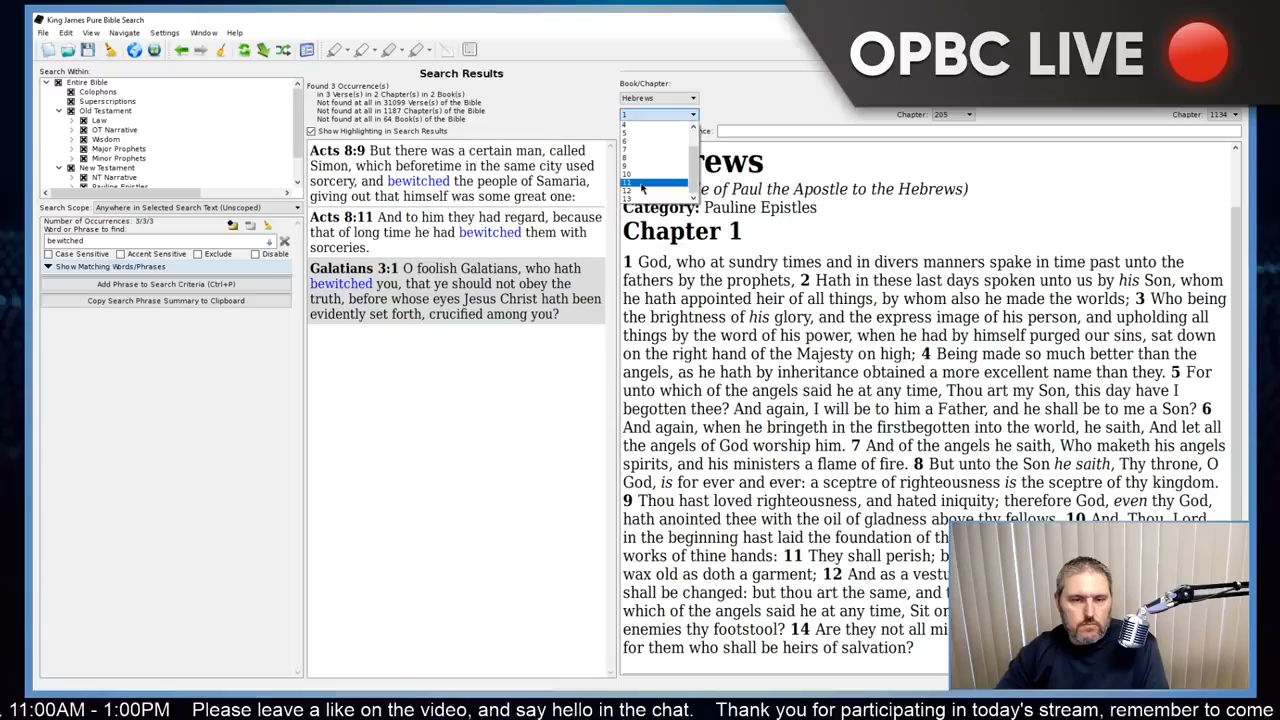 King James Pure Bible Search
File Edit View Navigate Settings Window Help
OPBC LIVE
Search Within:
Entire Bible
Colophons
Superscriptions
Old Testament
Law
OT Narrative
Wisdom
Major Prophets
Minor Prophets
New Testament
NT Narrative
Pauline Epistles
Search Scope: Anywhere in Selected Search Text (Unscoped)
Number of Occurrences: 3/3/3
Word or Phrase to find:
bewitched
Case Sensitive Accent Sensitive Exclude Disable
Show Matching Words/Phrases
Add Phrase to Search Criteria (Ctrl+P)
Copy Search Phrase Summary to Clipboard
Search Results
Found 3 Occurrence(s)
in 3 Verse(s) in 2 Chapter(s) in 2 Book(s)
Not found at all in 31099 Verse(s) of the Bible
Not found at all in 1187 Chapter(s) of the Bible
Not found at all in 64 Book(s) of the Bible
Show Highlighting in Search Results
Acts 8:9 But there was a certain man, called
Simon, which beforetime in the same city used
sorcery, and bewitched the people of Samaria,
giving out that himself was some great one:
Acts 8:11 And to him they had regard, because
that of long time he had bewitched them with
sorceries.
Galatians 3:1 O foolish Galatians, who hath
bewitched you, that ye should not obey the
truth, before whose eyes Jesus Christ hath been
evidently set forth, crucified among you?
Book/Chapter:
Hebrews
1
Chapter: 205
Chapter: 1134
4
5
6
7
8
9
10
11
12
13
nce:
rews
e of Paul the Apostle to the Hebrews)
Category: Pauline Epistles
Chapter 1
1 God, who at sundry times and in divers manners spake in time past unto the
fathers by the prophets, 2 Hath in these last days spoken unto us by his Son, whom
he hath appointed heir of all things, by whom also he made the worlds; 3 Who being
the brightness of his glory, and the express image of his person, and upholding all
things by the word of his power, when he had by himself purged our sins, sat down
on the right hand of the Majesty on high; 4 Being made so much better than the
angels, as he hath by inheritance obtained a more excellent name than they. 5 For
unto which of the angels said he at any time, Thou art my Son, this day have I
begotten thee? And again, I will be to him a Father, and he shall be to me a Son? 6
And again, when he bringeth in the firstbegotten into the world, he saith, And let all
the angels of God worship him. 7 And of the angels he saith, Who maketh his angels
spirits, and his ministers a flame of fire. 8 But unto the Son he saith, Thy throne, O
God, is for ever and ever: a sceptre of righteousness is the sceptre of thy kingdom.
9 Thou hast loved righteousness, and hated iniquity; therefore God, even thy God,
hath anointed thee with the oil of gladness above thy fellows. 10 And, Thou, Lord,
in the beginning hast laid the foundation of th
works of thine hands: 11 They shall perish; b
wax old as doth a garment; 12 And as a vestu
shall be changed: but thou art the same, and t
which of the angels said he at any time, Sit on
enemies thy footstool? 14 Are they not all mi
for them who shall be heirs of salvation?
. 11:00AM - 1:00PM Please leave a like on the video, and say hello in the chat. Thank you for participating in today's stream, remember to come